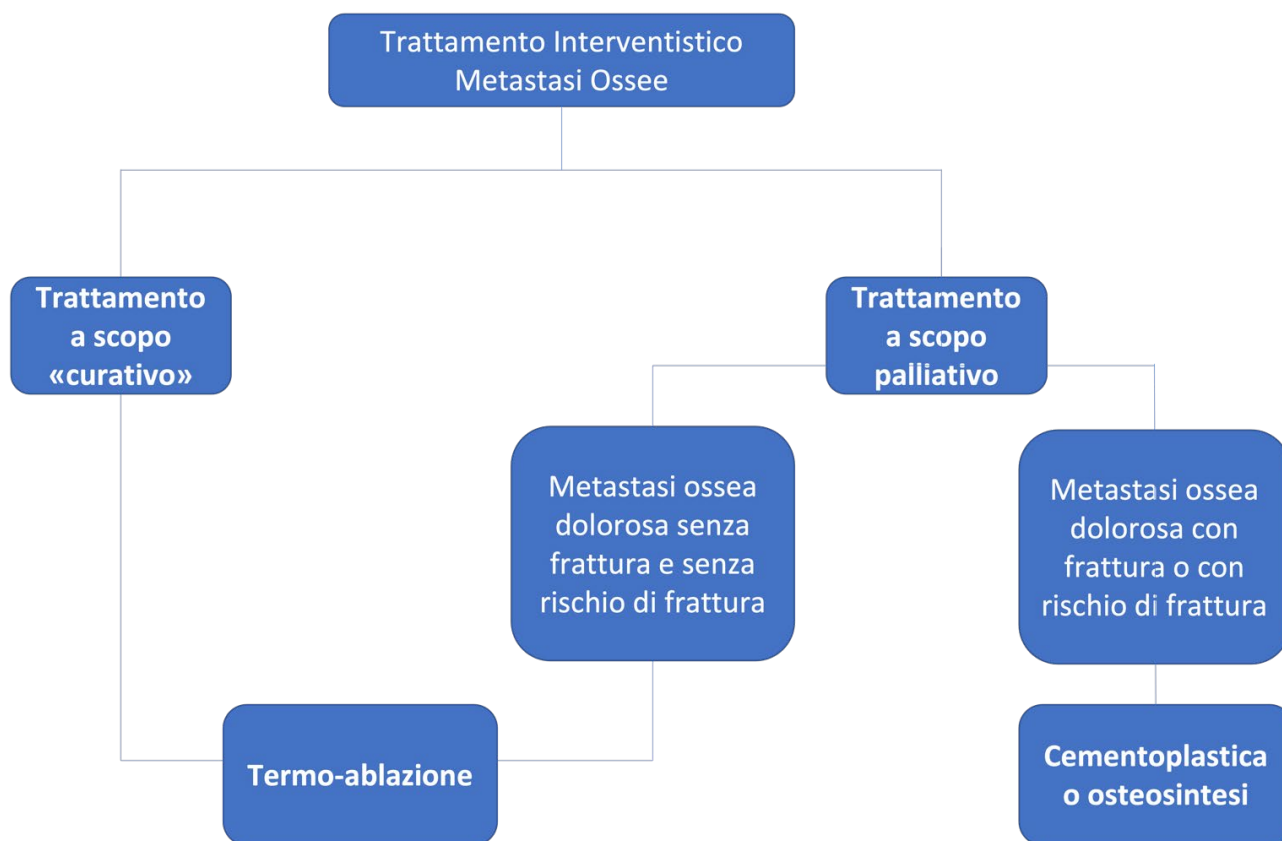 Trattamento Interventistico
Metastasi Ossee
Trattamento
a scopo
«curativo»
Trattamento
a scopo
palliativo
Metastasi ossea
dolorosa senza
frattura e senza
rischio di frattura
Metastasi ossea
dolorosa con
frattura o con
rischio di frattura
Termo-ablazione
Cementoplastica
o osteosintesi